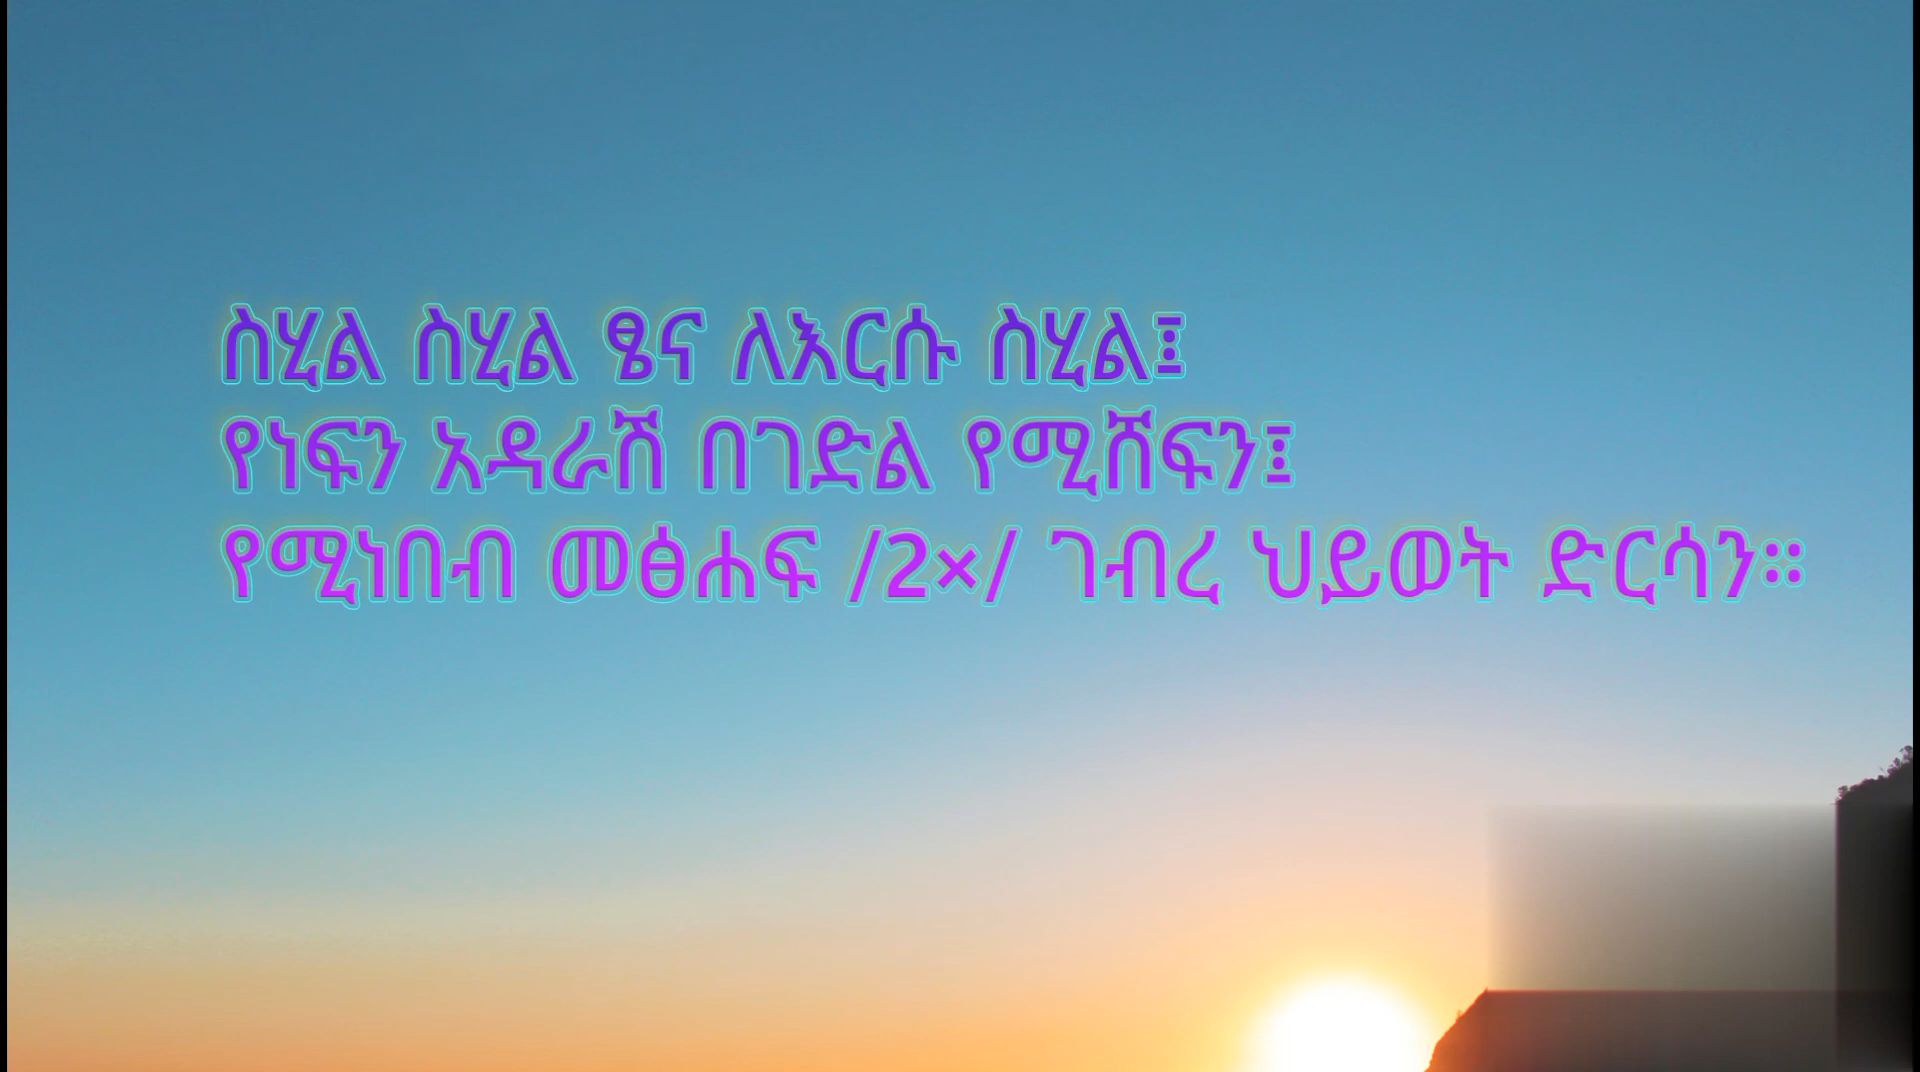 ስሂል ስሂል ፄና ለእርሱ ስሂል፤
የነፍን አዳራሽ በገድል የሚሸፍን፤
የሚነበብ መፅሐፍ /2×/ ገብረ ህይወት ድርሳን።